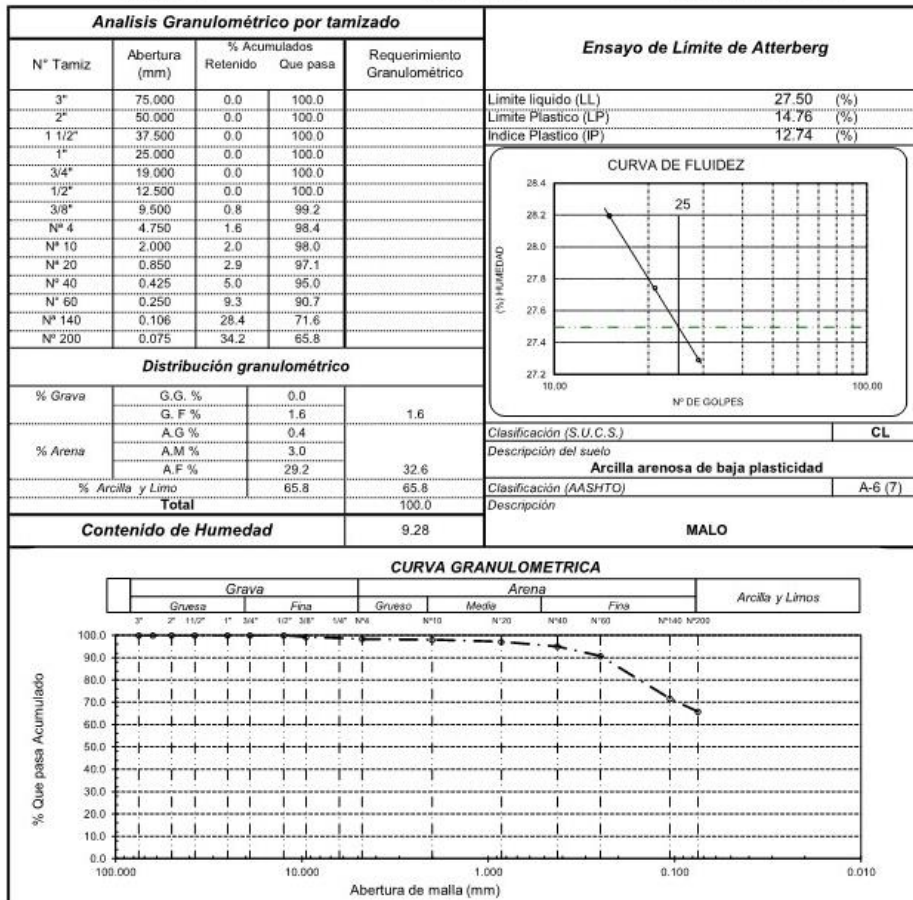 Analisis Granulométrico por tamizado
N° Tamiz Abertura (mm) % Acumulados Retenido Que pasa Requerimiento Granulométrico
3" 75.000 0.0 100.0
2" 50.000 0.0 100.0
1 1/2" 37.500 0.0 100.0
1" 25.000 0.0 100.0
3/4" 19.000 0.0 100.0
1/2" 12.500 0.0 100.0
3/8" 9.500 0.8 99.2
Nª 4 4.750 1.6 98.4
Nª 10 2.000 2.0 98.0
Nª 20 0.850 2.9 97.1
Nº 40 0.425 5.0 95.0
N° 60 0.250 9.3 90.7
Nª 140 0.106 28.4 71.6
Nº 200 0.075 34.2 65.8
Distribución granulométrico
% Grava G.G. % 0.0
G. F % 1.6 1.6
% Arena A.G % 0.4
A.M % 3.0
A.F % 29.2 32.6
% Arcilla y Limo 65.8 65.8
Total 100.0
Contenido de Humedad 9.28
Ensayo de Límite de Atterberg
Limite liquido (LL) 27.50 (%)
Limite Plastico (LP) 14.76 (%)
Indice Plastico (IP) 12.74 (%)
CURVA DE FLUIDEZ
28.4
28.2
28.0
27.8
27.6
27.4
27.2
(%) HUMEDAD
25
10,00 100,00
Nº DE GOLPES
Clasificación (S.U.C.S.) CL
Descripción del suelo
Arcilla arenosa de baja plasticidad
Clasificación (AASHTO) A-6 (7)
Descripción
MALO
CURVA GRANULOMETRICA
Grava Arena Arcilla y Limos
Gruesa Fina Grueso Media Fina
3" 2" 11/2" 1" 3/4" 1/2" 3/8" 1/4" N°4 N°10 N°20 N°40 N°60 N°140 N°200
100.0
90.0
80.0
70.0
60.0
50.0
40.0
30.0
20.0
10.0
0.0
% Que pasa Acumulado
100.000 10.000 1.000 0.100 0.010
Abertura de malla (mm)